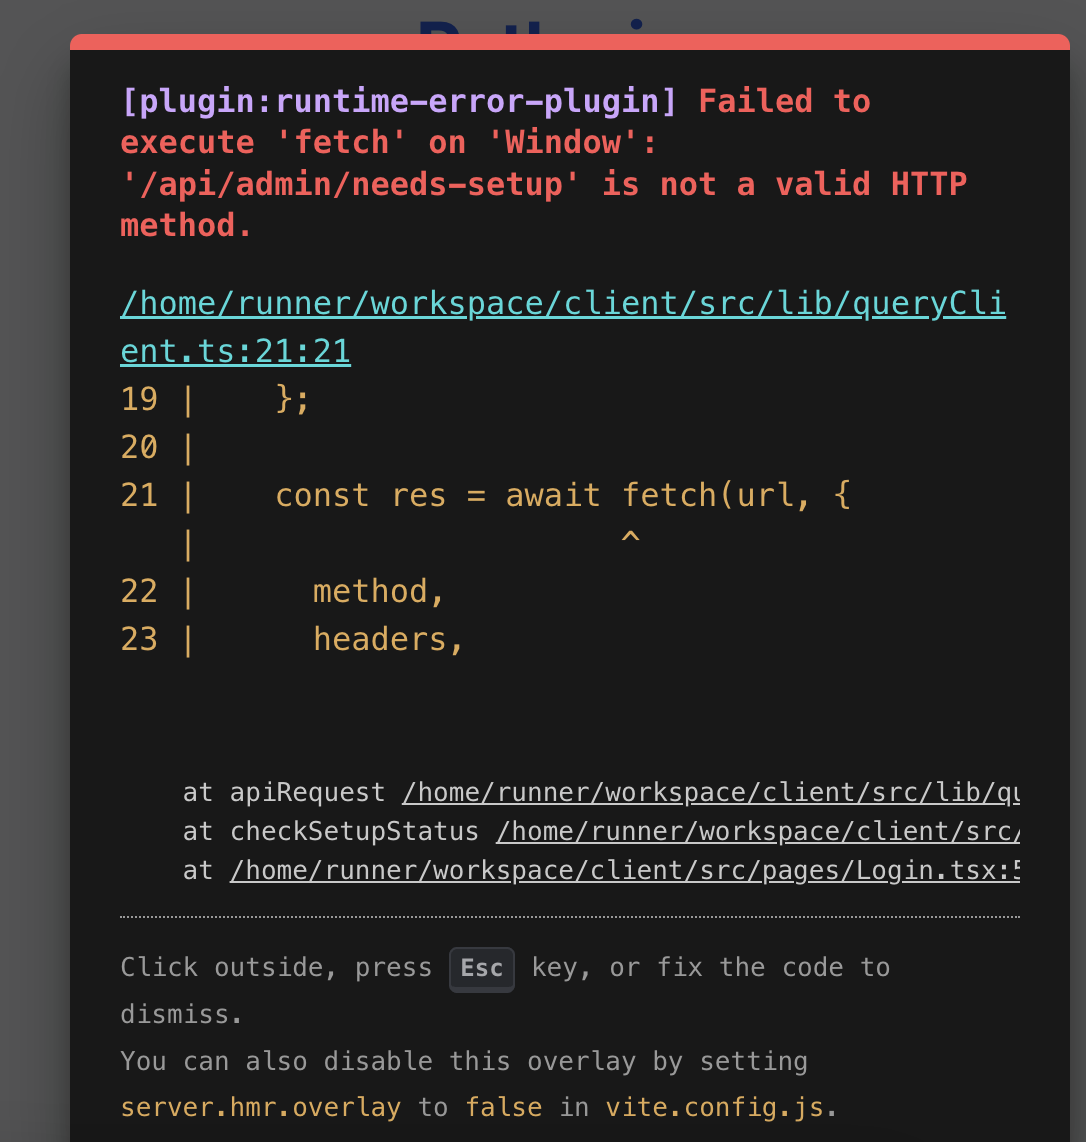 [plugin:runtime-error-plugin] Failed to
execute 'fetch' on 'Window':
'/api/admin/needs-setup' is not a valid HTTP
method.
/home/runner/workspace/client/src/lib/queryCli
ent.ts:21:21
19 |    };
20 |
21 |    const res = await fetch(url, {
   |                      ^
22 |      method,
23 |      headers,
at apiRequest /home/runner/workspace/client/src/lib/qu
at checkSetupStatus /home/runner/workspace/client/src/
at /home/runner/workspace/client/src/pages/Login.tsx:5
Click outside, press Esc key, or fix the code to
dismiss.
You can also disable this overlay by setting
server.hmr.overlay to false in vite.config.js.